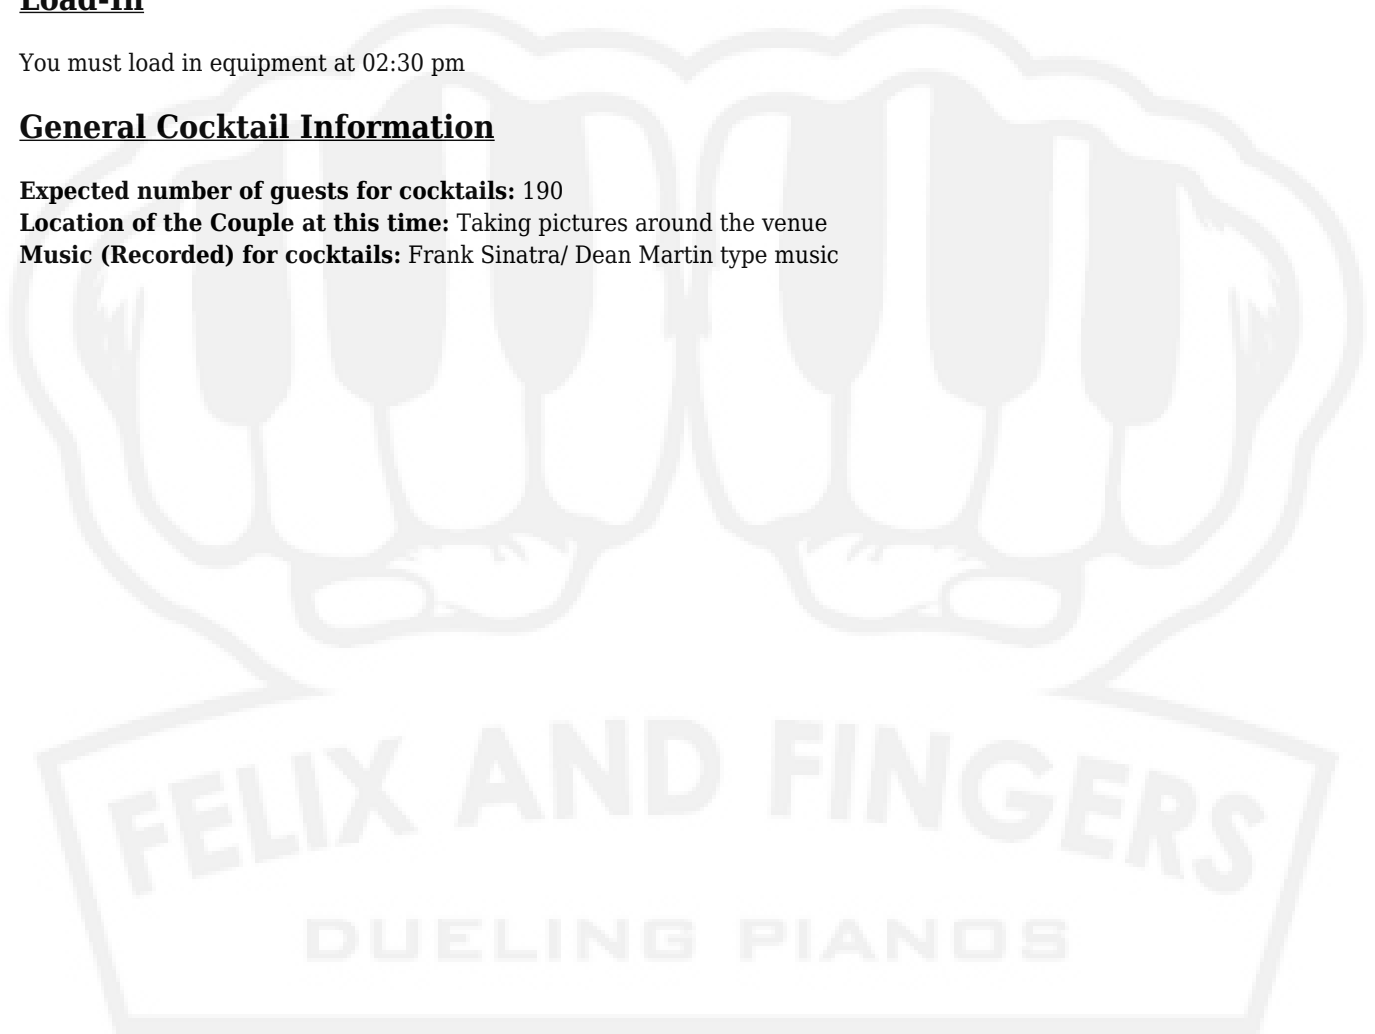 Load-In
You must load in equipment at 02:30 pm
General Cocktail Information
Expected number of guests for cocktails: 190
Location of the Couple at this time: Taking pictures around the venue
Music (Recorded) for cocktails: Frank Sinatra/ Dean Martin type music
FELIX AND FINGERS
DUELING PIANOS